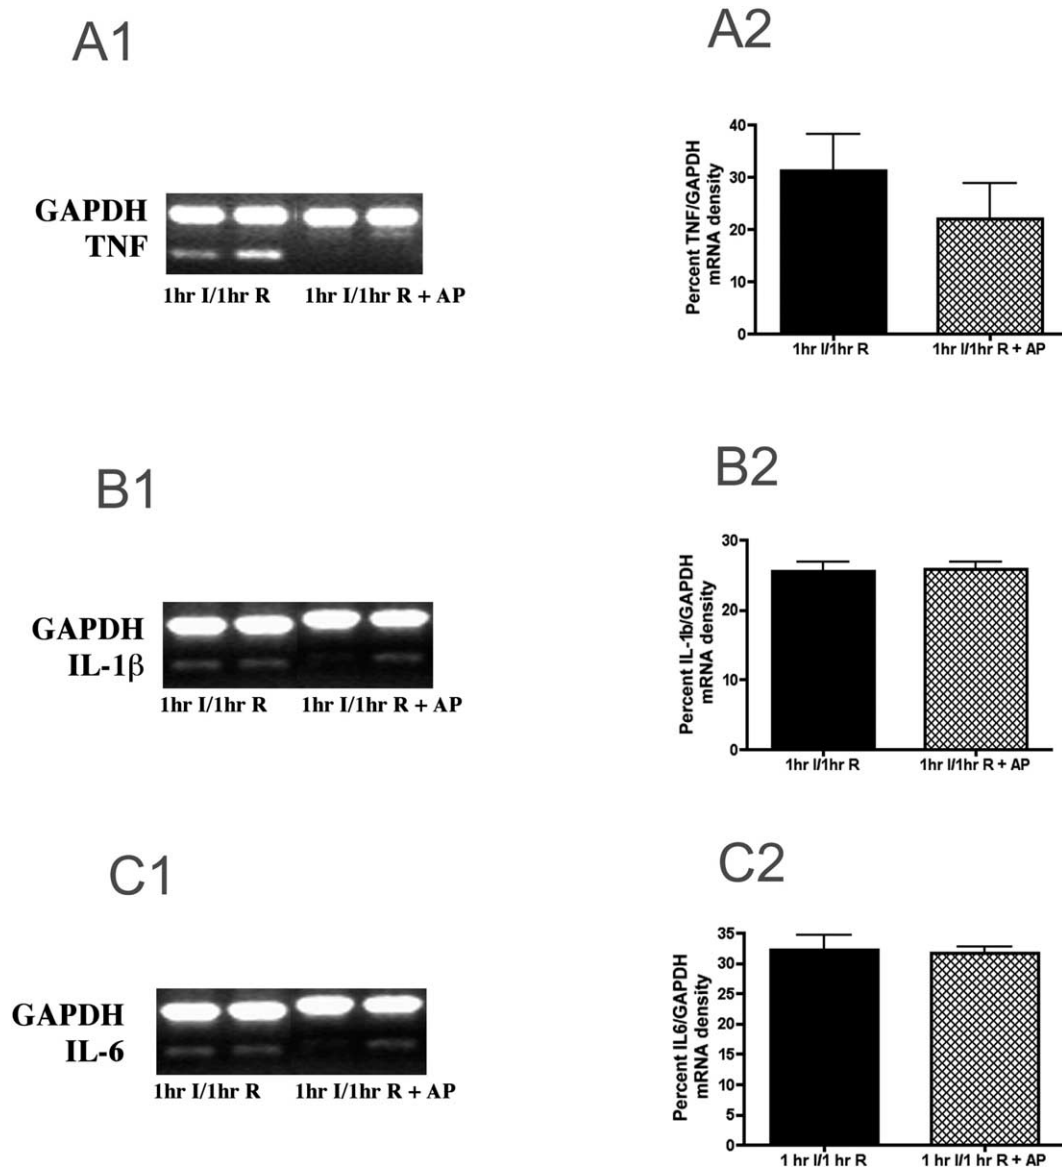 A1
A2
GAPDH
TNF
1hr I/1hr R
1hr I/1hr R + AP
Percent TNF/GAPDH
mRNA density
40
30
20
10
0
1hr I/1hr R
1hr I/1hr R + AP
B1
B2
GAPDH
IL-1β
1hr I/1hr R
1hr I/1hr R + AP
Percent IL-1b/GAPDH
mRNA density
30
20
10
0
1hr I/1hr R
1hr I/1hr R + AP
C1
C2
GAPDH
IL-6
1hr I/1hr R
1hr I/1hr R + AP
Percent IL6/GAPDH
mRNA density
35
30
25
20
15
10
5
0
1 hr I/1 hr R
1 hr I/1 hr R + AP